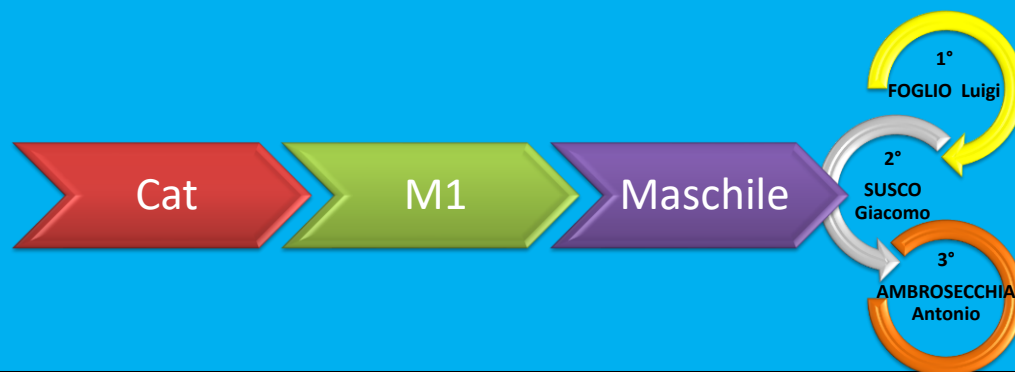 Cat
M1
Maschile
1°
FOGLIO Luigi
2°
SUSCO
Giacomo
3°
AMBROSECCHIA
Antonio